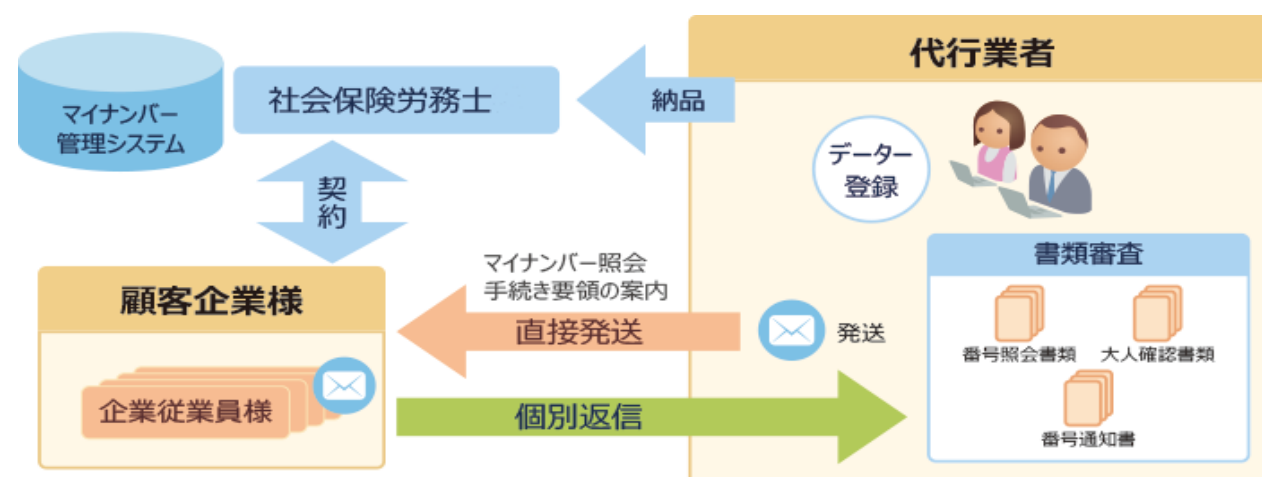 代行業者
マイナンバー
管理システム
社会保険労務士
納品
データー
登録
契
約
書類審査
マイナンバー照会
手続き要領の案内
顧客企業様
直接発送
発送
番号照会書類
大人確認書類
企業従業員様
個別返信
番号通知書